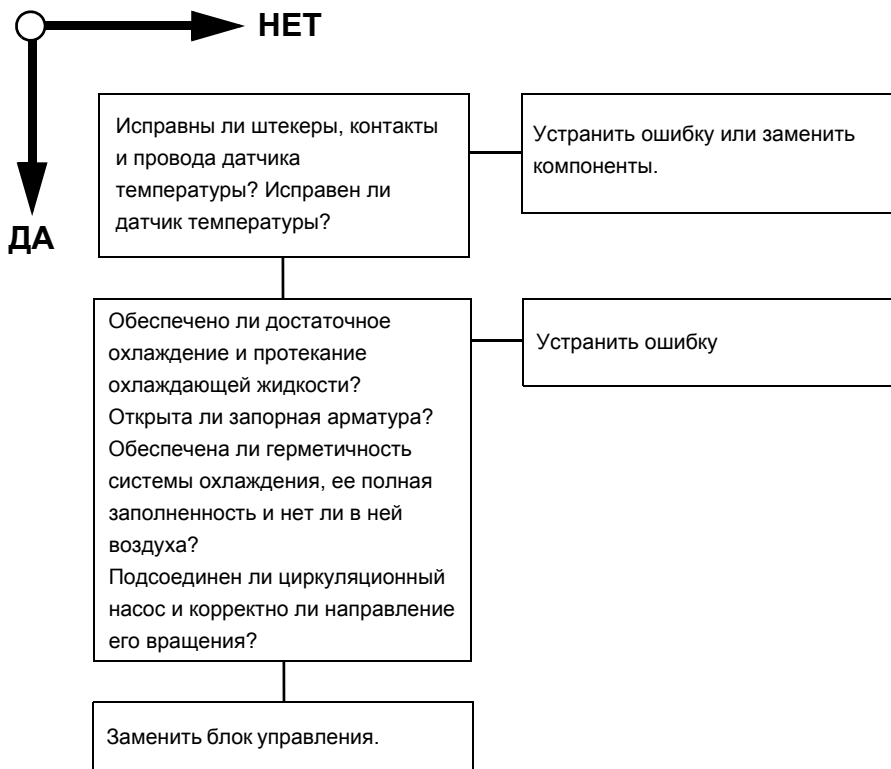 НЕТ
ДА
Исправны ли штекеры, контакты
и провода датчика
температуры? Исправен ли
датчик температуры?
Устранить ошибку или заменить
компоненты.
Обеспечено ли достаточное
охлаждение и протекание
охлаждающей жидкости?
Открыта ли запорная арматура?
Обеспечена ли герметичность
системы охлаждения, ее полная
заполненность и нет ли в ней
воздуха?
Подсоединен ли циркуляционный
насос и корректно ли направление
его вращения?
Устранить ошибку
Заменить блок управления.